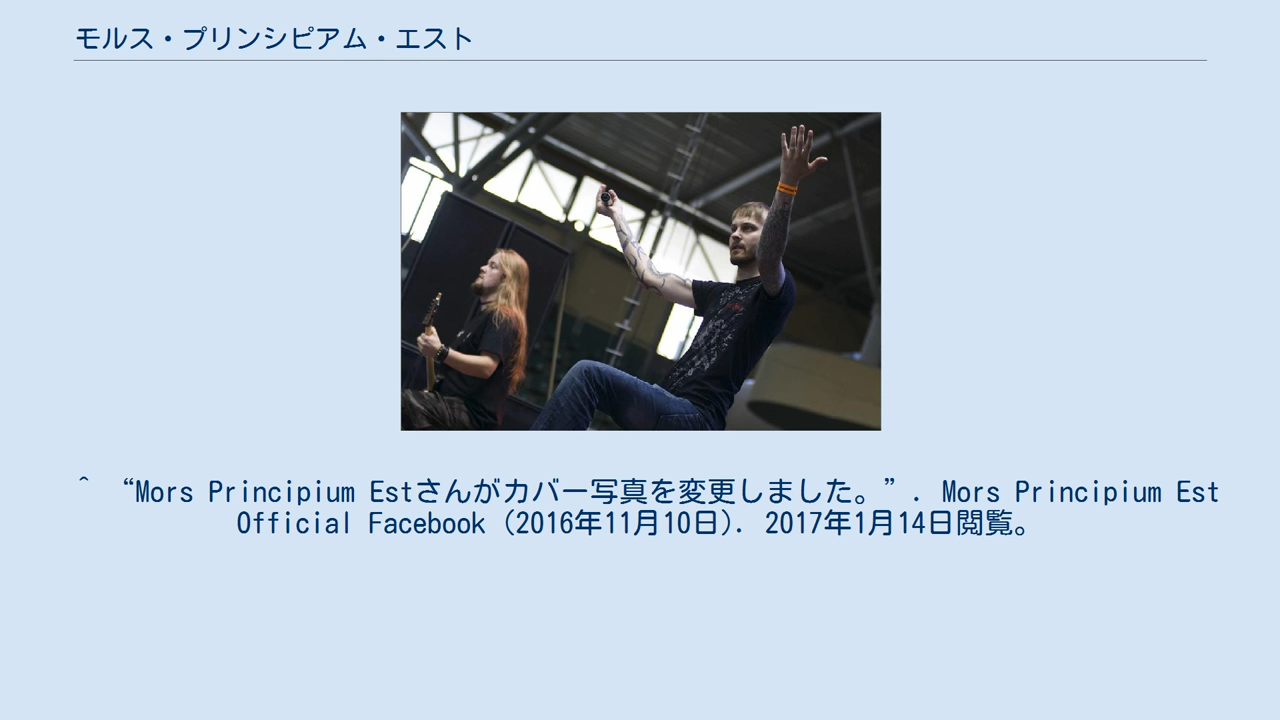 モルス・プリンシピアム・エスト
^ “Mors Principium Estさんがカバー写真を変更しました。”. Mors Principium Est
Official Facebook (2016年11月10日). 2017年1月14日閲覧。